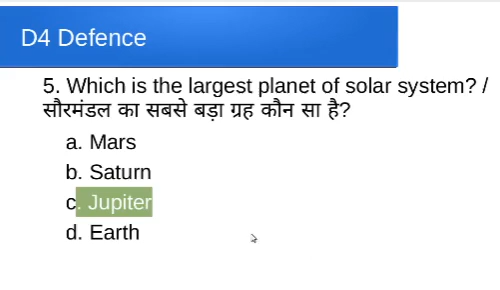 D4 Defence
5. Which is the largest planet of solar system? /
सौरमंडल का सबसे बड़ा ग्रह कौन सा है?
a. Mars
b. Saturn
c. Jupiter
d. Earth